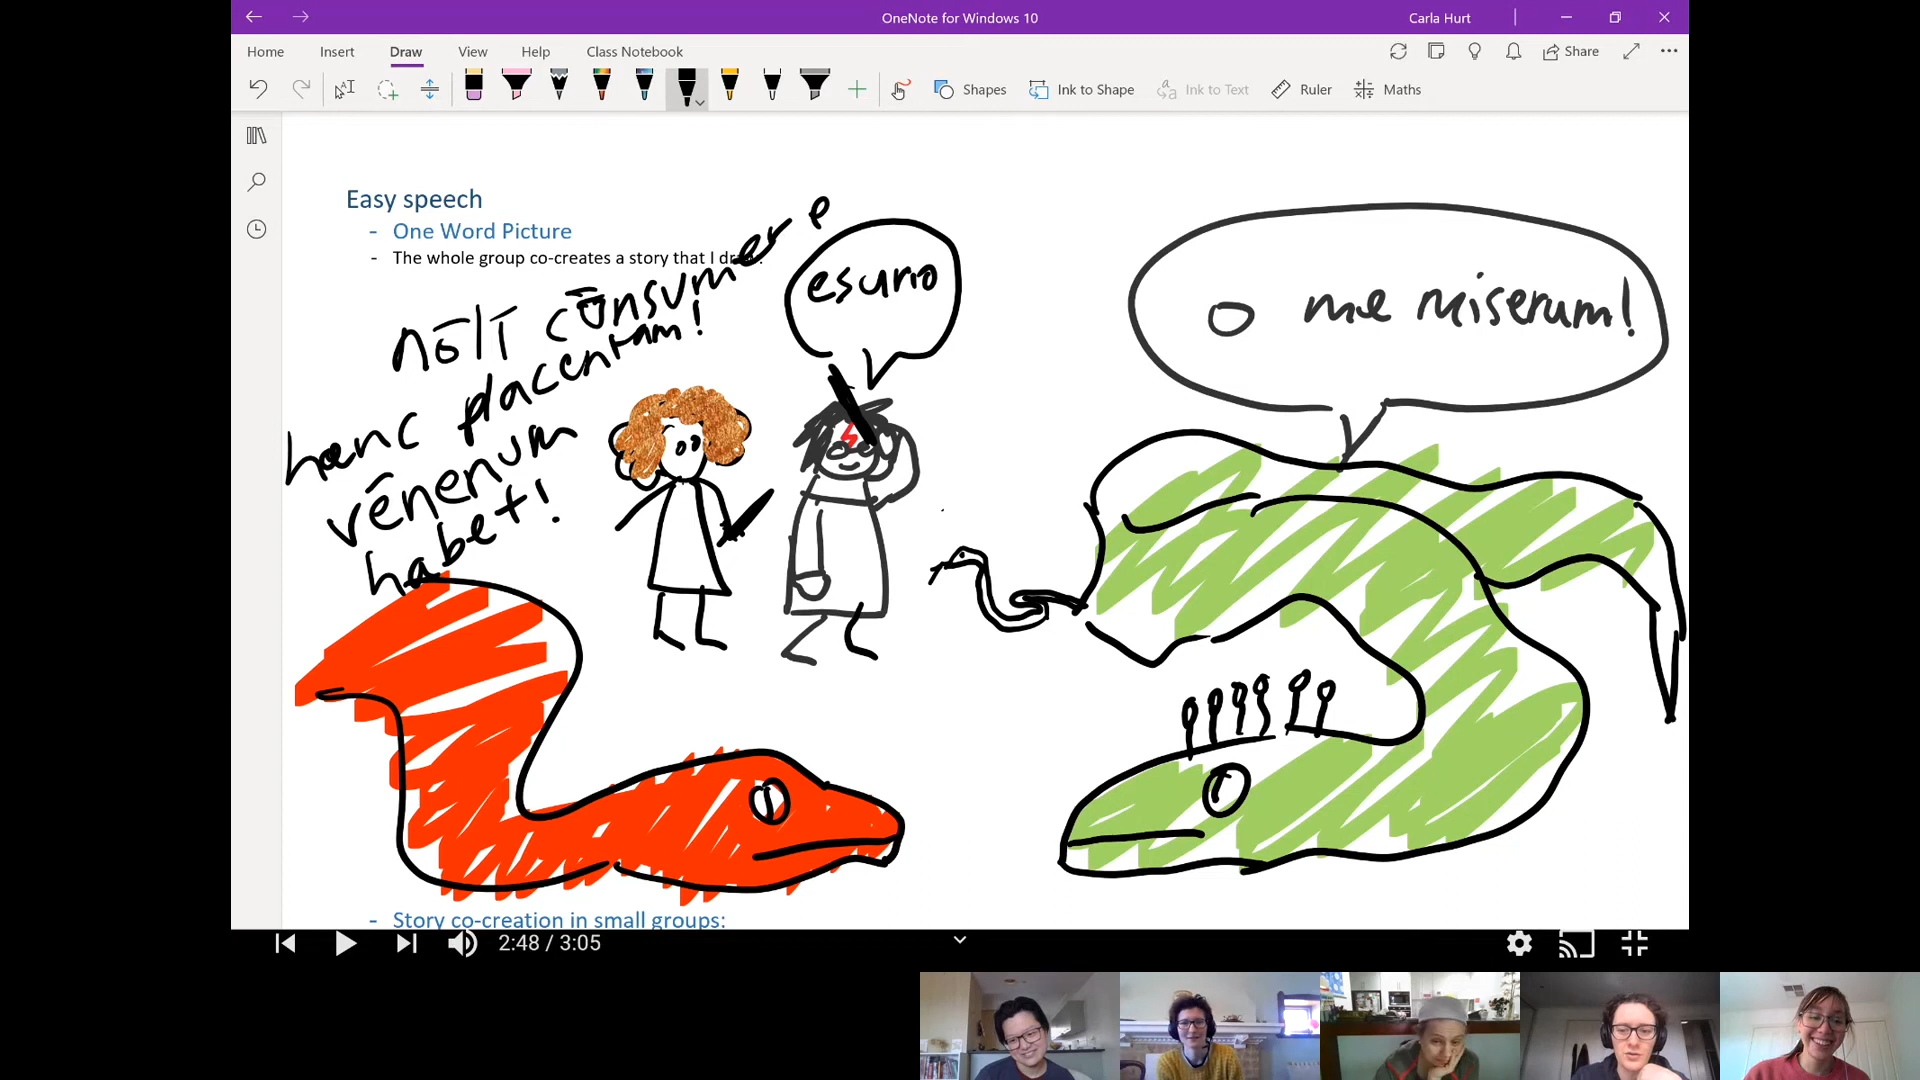 OneNote for Windows 10
Carla Hurt
Home Insert Draw View Help Class Notebook
Share
Shapes Ink to Shape Ink to Text Ruler Maths
Easy speech
- One Word Picture
- The whole group co-creates a story that I draw.
nōlī cōnsumere
hanc placentam!
vēnenum
habet!
esurio
o me miserum!
- Story co-creation in small groups:
2:48 / 3:05